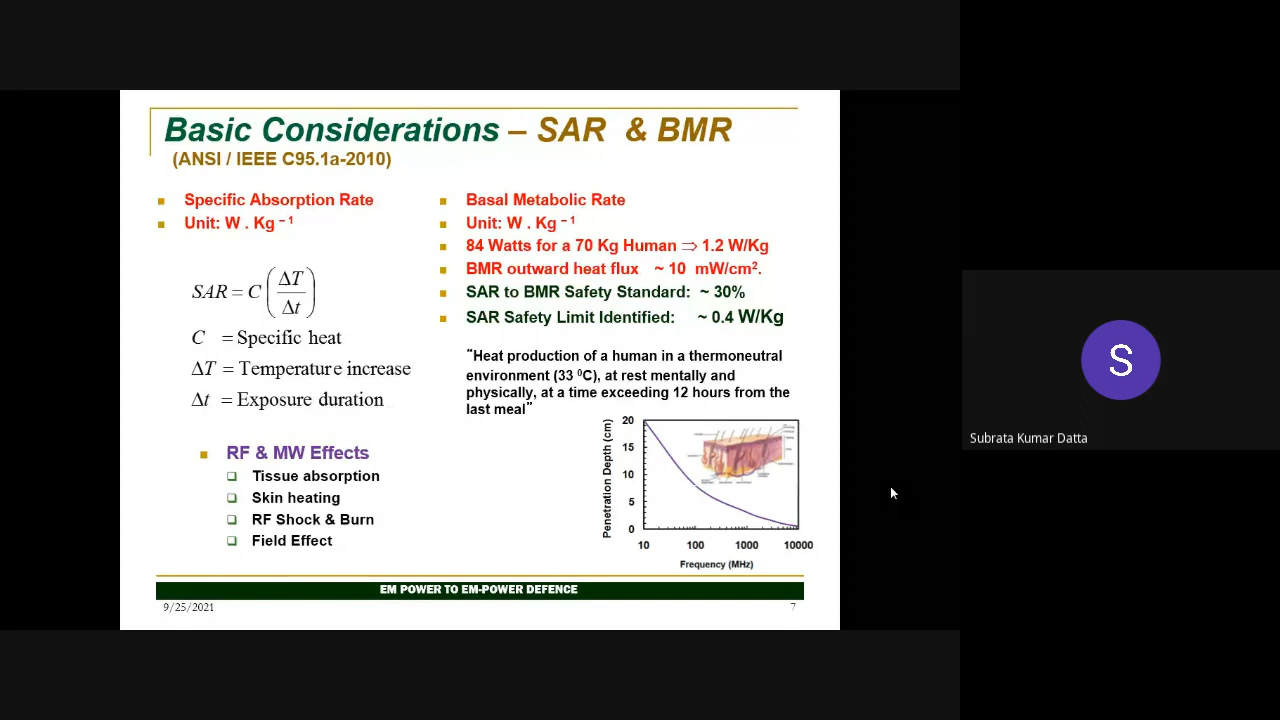 Basic Considerations – SAR & BMR
(ANSI / IEEE C95.1a-2010)
Specific Absorption Rate
Unit: W . Kg – 1
SAR = C (ΔT/Δt)
C = Specific heat
ΔT = Temperature increase
Δt = Exposure duration
RF & MW Effects
Tissue absorption
Skin heating
RF Shock & Burn
Field Effect
Basal Metabolic Rate
Unit: W . Kg – 1
84 Watts for a 70 Kg Human ⇒ 1.2 W/Kg
BMR outward heat flux ~ 10 mW/cm².
SAR to BMR Safety Standard: ~ 30%
SAR Safety Limit Identified: ~ 0.4 W/Kg
"Heat production of a human in a thermoneutral
environment (33 ⁰C), at rest mentally and
physically, at a time exceeding 12 hours from the
last meal"
Penetration Depth (cm)
20
15
10
5
0
10 100 1000 10000
Frequency (MHz)
EM POWER TO EM-POWER DEFENCE
9/25/2021
7
S
Subrata Kumar Datta